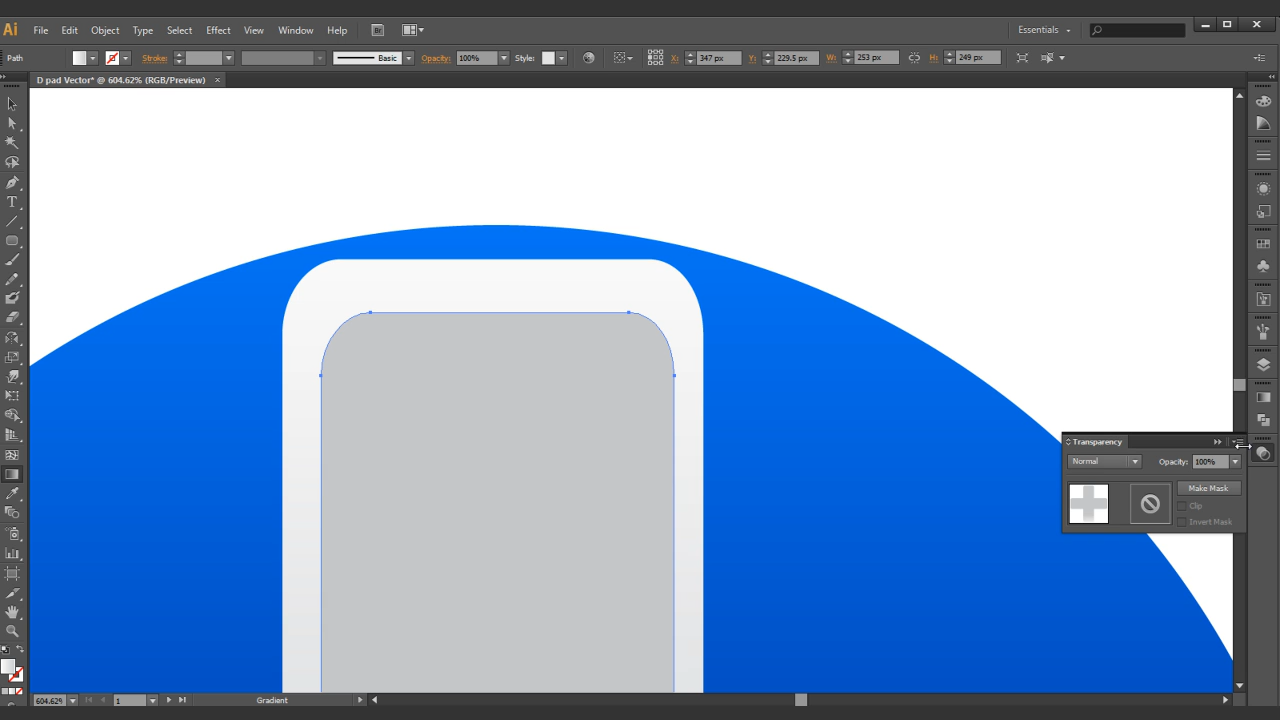 Ai File Edit Object Type Select Effect View Window Help Br Essentials
Path Stroke: Basic Opacity: 100% Style: X: 347 px Y: 229.5 px W: 253 px H: 249 px
D pad Vector* @ 604.62% (RGB/Preview) ×
T
Transparency
Normal Opacity: 100%
Make Mask
Clip
Invert Mask
604.62% 1 Gradient